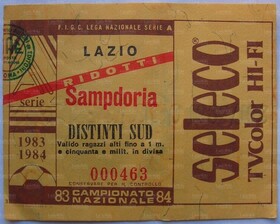 F.I.G.C. LEGA NAZIONALE SERIE A
LAZIO
RIDOTTI
Sampdoria
serie
1983
1984
DISTINTI SUD
Valido ragazzi alti fino a 1 m.
e cinquanta e milit. in divisa
000463
CONSERVARE PER IL CONTROLLO
83 CAMPIONATO 84
NAZIONALE
seleco
TVColor HI-FI